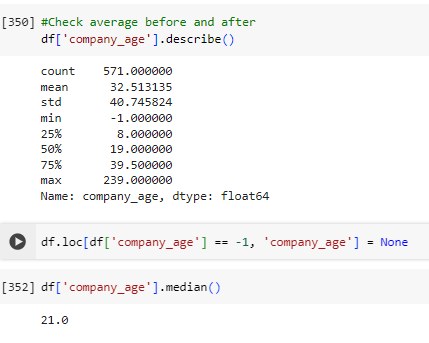 [350] #Check average before and after
df['company_age'].describe()
count 571.000000
mean 32.513135
std 40.745824
min -1.000000
25% 8.000000
50% 19.000000
75% 39.500000
max 239.000000
Name: company_age, dtype: float64
df.loc[df['company_age'] == -1, 'company_age'] = None
[352] df['company_age'].median()
21.0